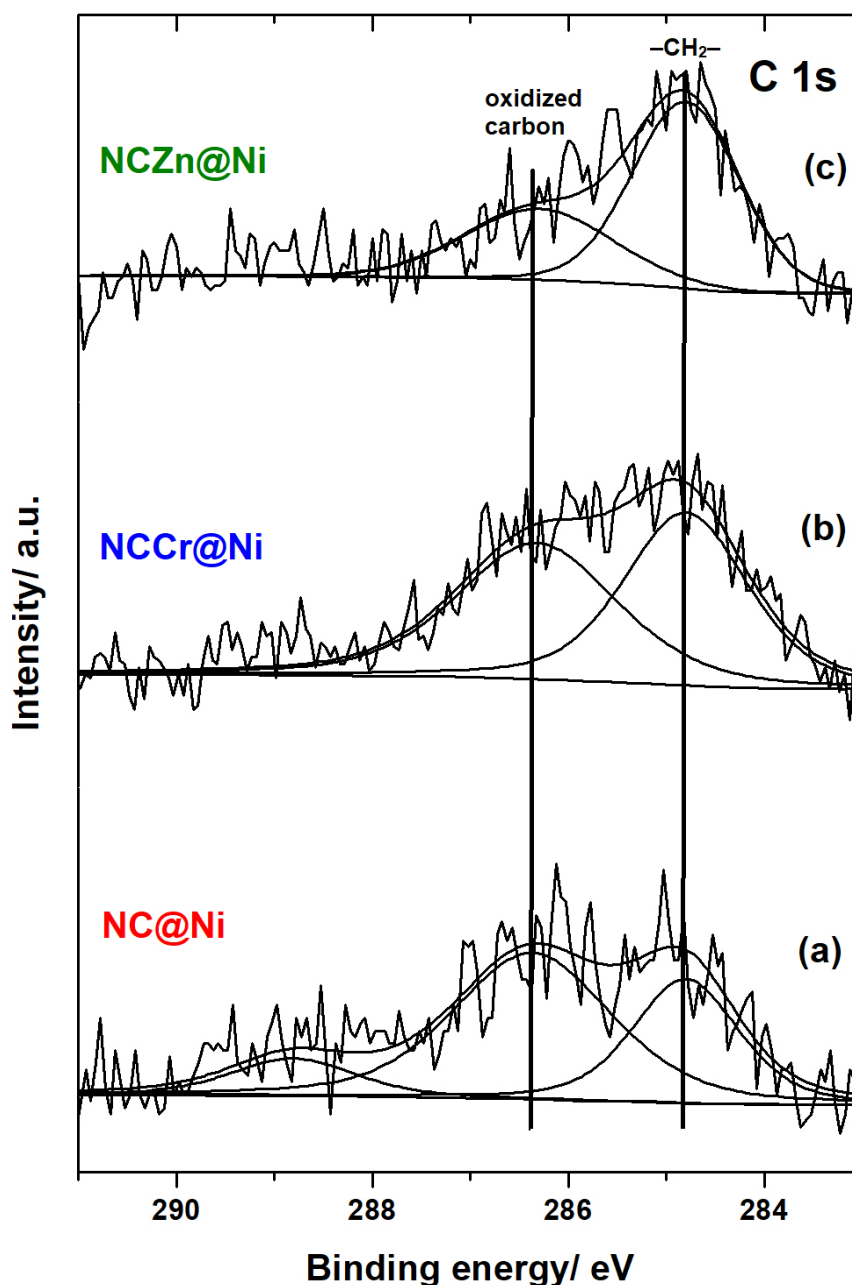 –CH₂–
C 1s
oxidized
carbon
NCZn@Ni
(c)
NCCr@Ni
(b)
NC@Ni
(a)
Intensity/ a.u.
290 288 286 284
Binding energy/ eV